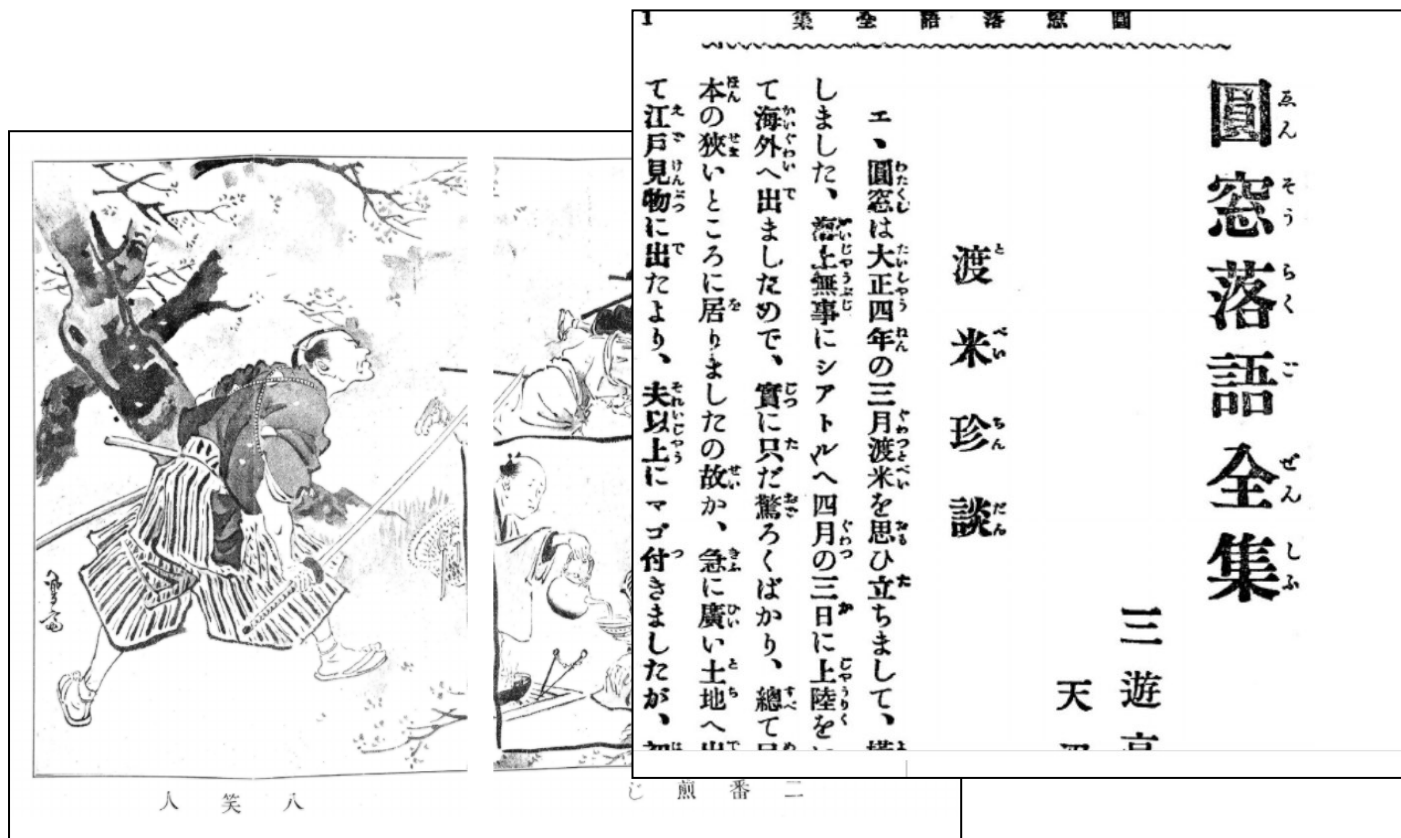 圓窓落語全集
1
圓窓落語全集
三遊
天
渡米珍談
エ、圓窓は大正四年の三月渡米を思ひ立ちまして、
しました、海上無事にシアトルへ四月の三日に上陸を
て海外へ出ましたので、實に只だ驚ろくばかり、總て
本の狹いところに居りましたの故か、急に廣い土地へ
て江戸見物に出たより、夫以上にマゴ付きましたが、
二番煎じ
八笑人